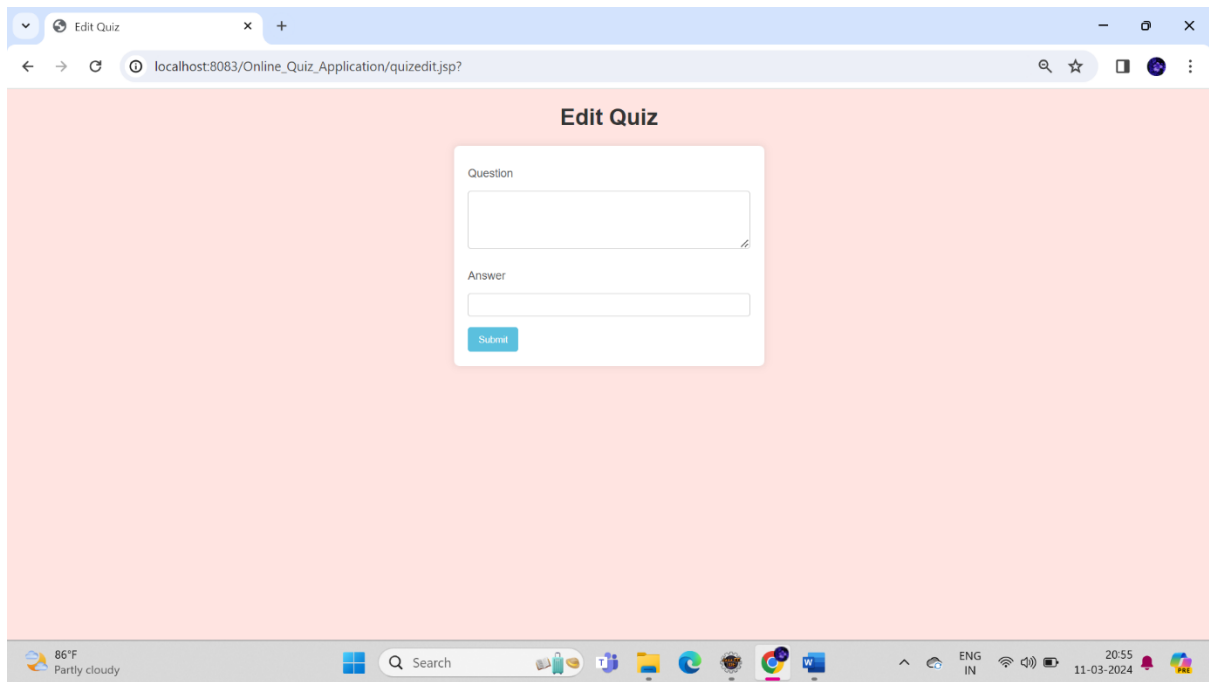 Edit Quiz
localhost:8083/Online_Quiz_Application/quizedit.jsp?
Edit Quiz
Question
Answer
Submit
86°F
Partly cloudy
Search
ENG
IN
20:55
11-03-2024
T
W
PRE